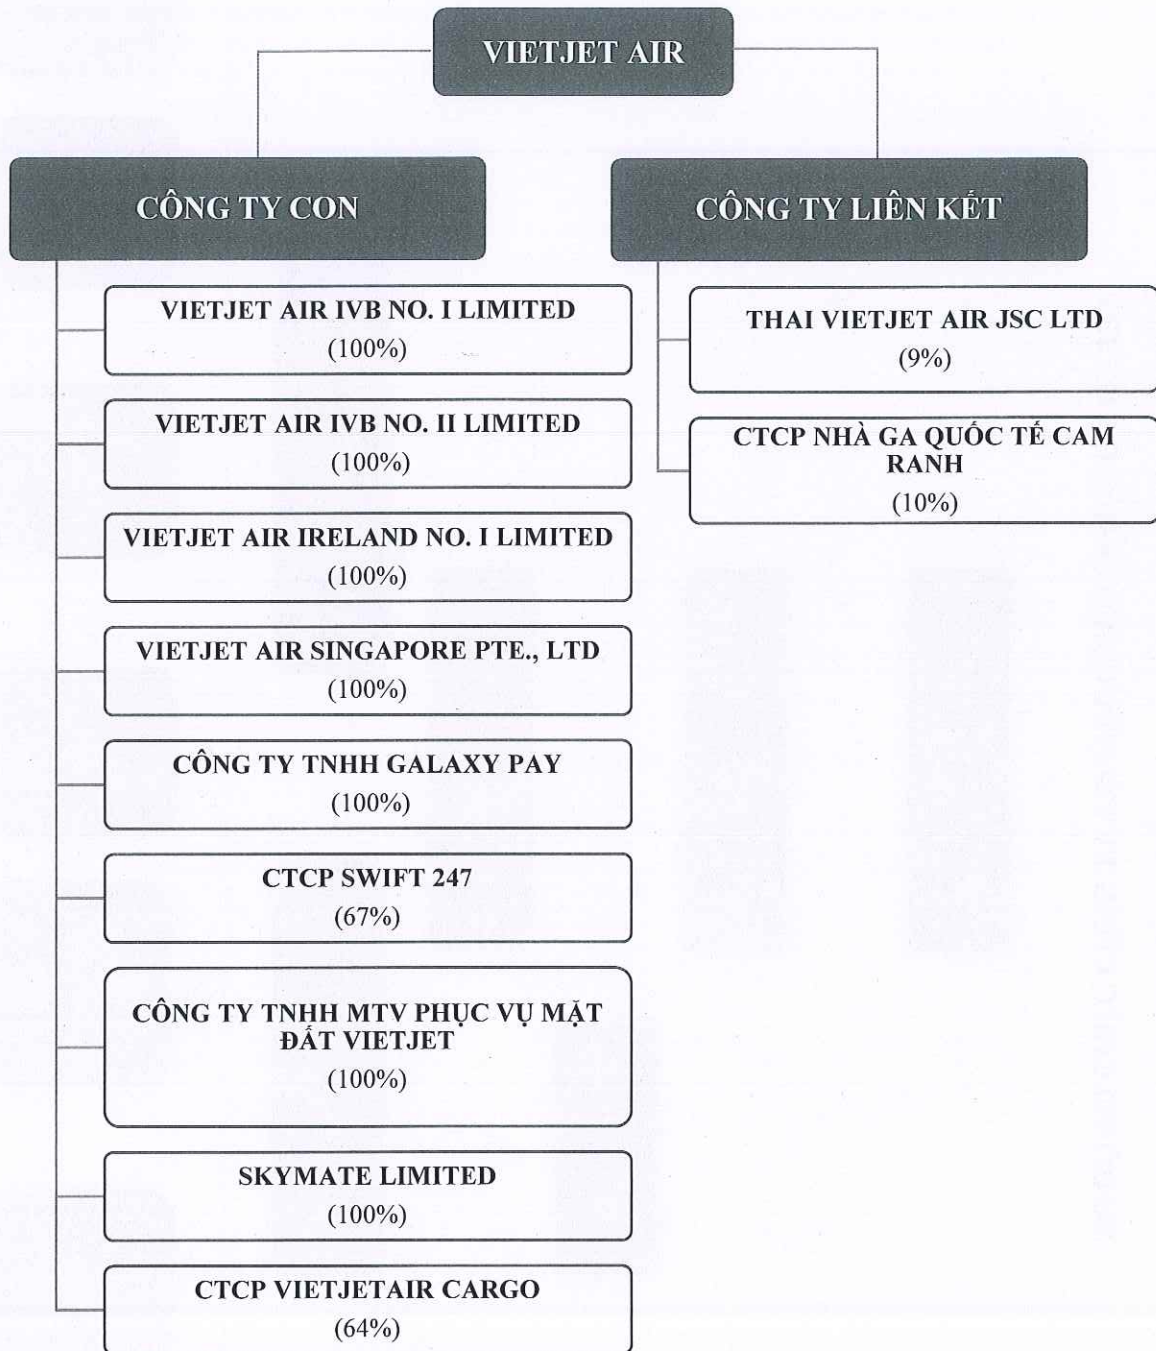 VIETJET AIR
CÔNG TY CON
VIETJET AIR IVB NO. I LIMITED
(100%)
VIETJET AIR IVB NO. II LIMITED
(100%)
VIETJET AIR IRELAND NO. I LIMITED
(100%)
VIETJET AIR SINGAPORE PTE., LTD
(100%)
CÔNG TY TNHH GALAXY PAY
(100%)
CTCP SWIFT 247
(67%)
CÔNG TY TNHH MTV PHỤC VỤ MẶT
ĐẤT VIETJET
(100%)
SKYMATE LIMITED
(100%)
CTCP VIETJETAIR CARGO
(64%)
CÔNG TY LIÊN KẾT
THAI VIETJET AIR JSC LTD
(9%)
CTCP NHÀ GA QUỐC TẾ CAM
RANH
(10%)